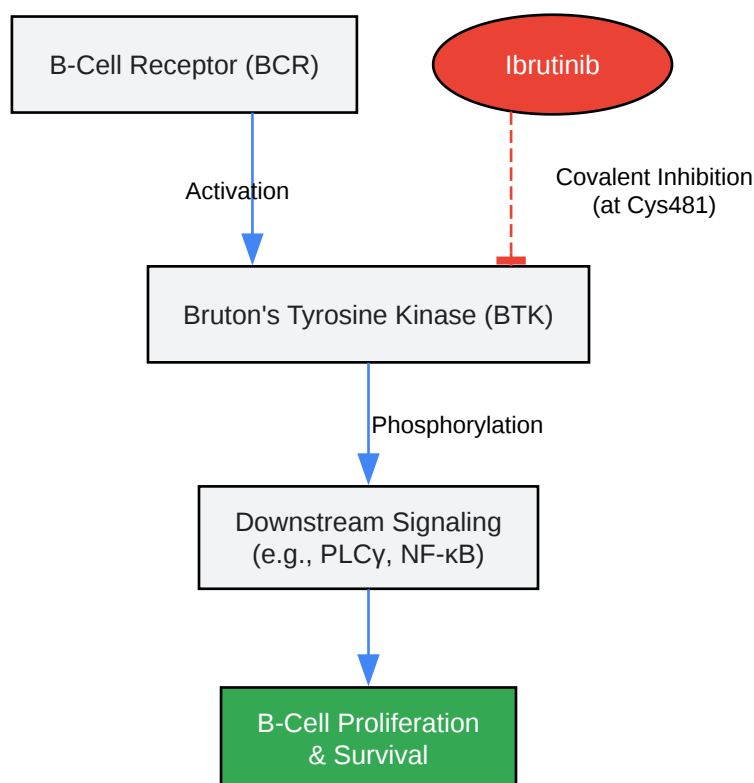 B-Cell Receptor (BCR)
Ibrutinib
Activation
Covalent Inhibition
(at Cys481)
Bruton's Tyrosine Kinase (BTK)
Phosphorylation
Downstream Signaling
(e.g., PLCγ, NF-κB)
B-Cell Proliferation
& Survival